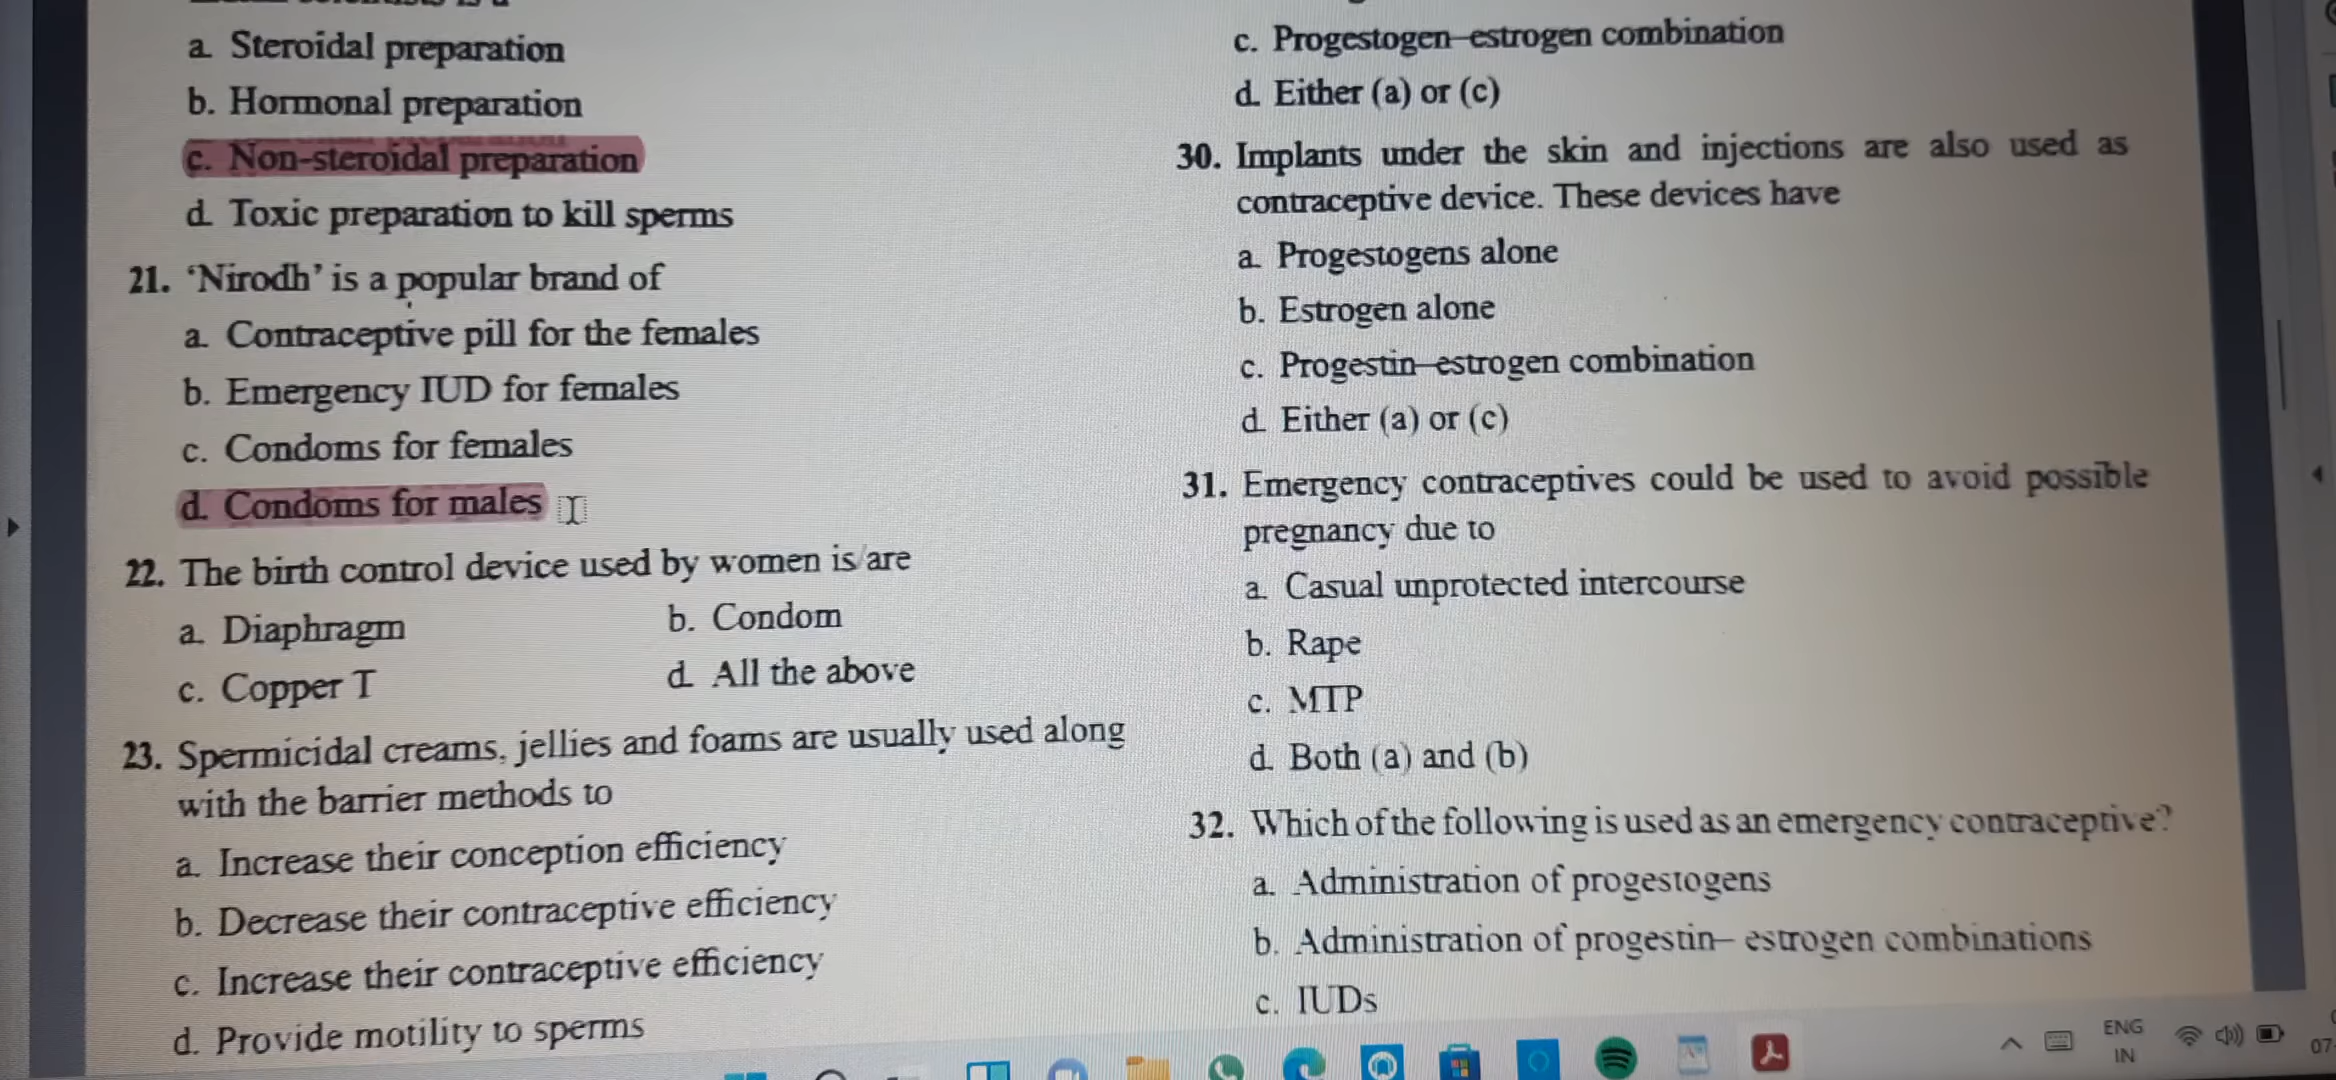 a. Steroidal preparation
b. Hormonal preparation
c. Non-steroidal preparation
d. Toxic preparation to kill sperms
21. ‘Nirodh’ is a popular brand of
a. Contraceptive pill for the females
b. Emergency IUD for females
c. Condoms for females
d. Condoms for males
22. The birth control device used by women is/are
a. Diaphragm
b. Condom
c. Copper T
d. All the above
23. Spermicidal creams, jellies and foams are usually used along
with the barrier methods to
a. Increase their conception efficiency
b. Decrease their contraceptive efficiency
c. Increase their contraceptive efficiency
d. Provide motility to sperms
c. Progestogen–estrogen combination
d. Either (a) or (c)
30. Implants under the skin and injections are also used as
contraceptive device. These devices have
a. Progestogens alone
b. Estrogen alone
c. Progestin–estrogen combination
d. Either (a) or (c)
31. Emergency contraceptives could be used to avoid possible
pregnancy due to
a. Casual unprotected intercourse
b. Rape
c. MTP
d. Both (a) and (b)
32. Which of the following is used as an emergency contraceptive?
a. Administration of progestogens
b. Administration of progestin– estrogen combinations
c. IUDs
ENG
IN